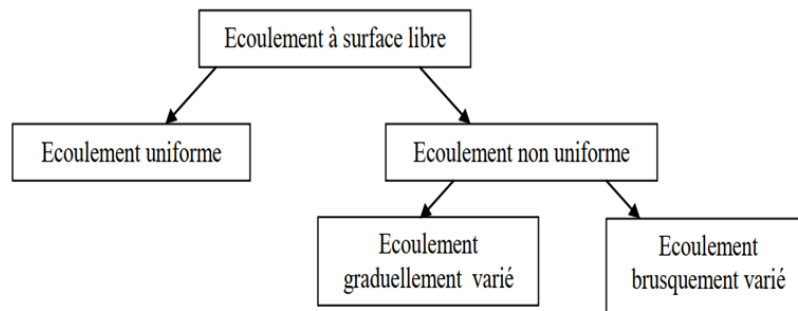 Ecoulement à surface libre
Ecoulement uniforme
Ecoulement non uniforme
Ecoulement
graduellement varié
Ecoulement
brusquement varié